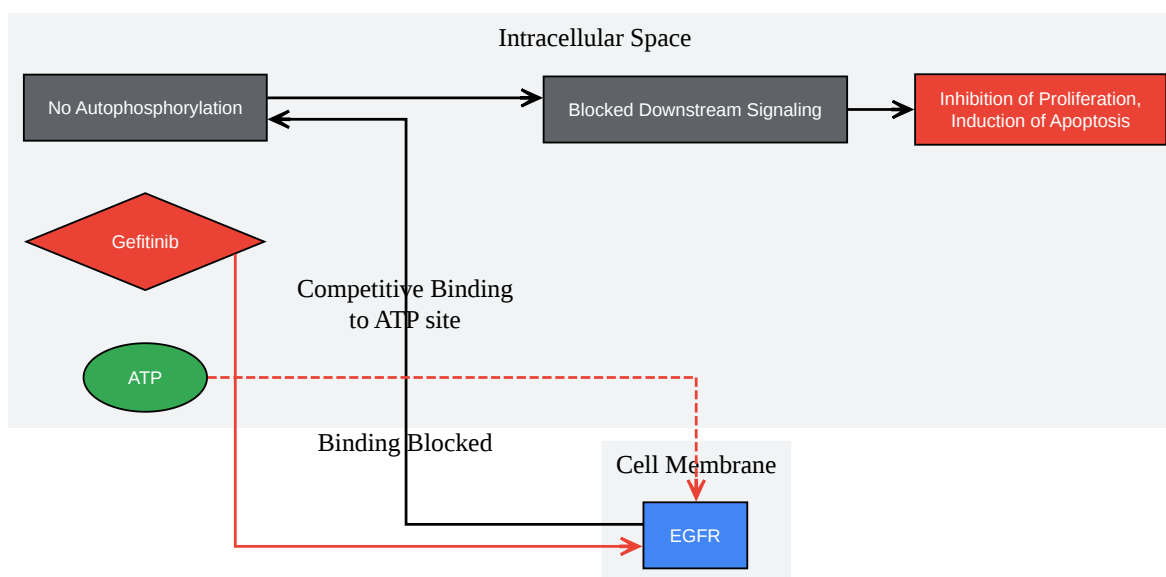 Intracellular Space
No Autophosphorylation
Blocked Downstream Signaling
Inhibition of Proliferation,
Induction of Apoptosis
Gefitinib
Competitive Binding
to ATP site
ATP
Binding Blocked
Cell Membrane
EGFR